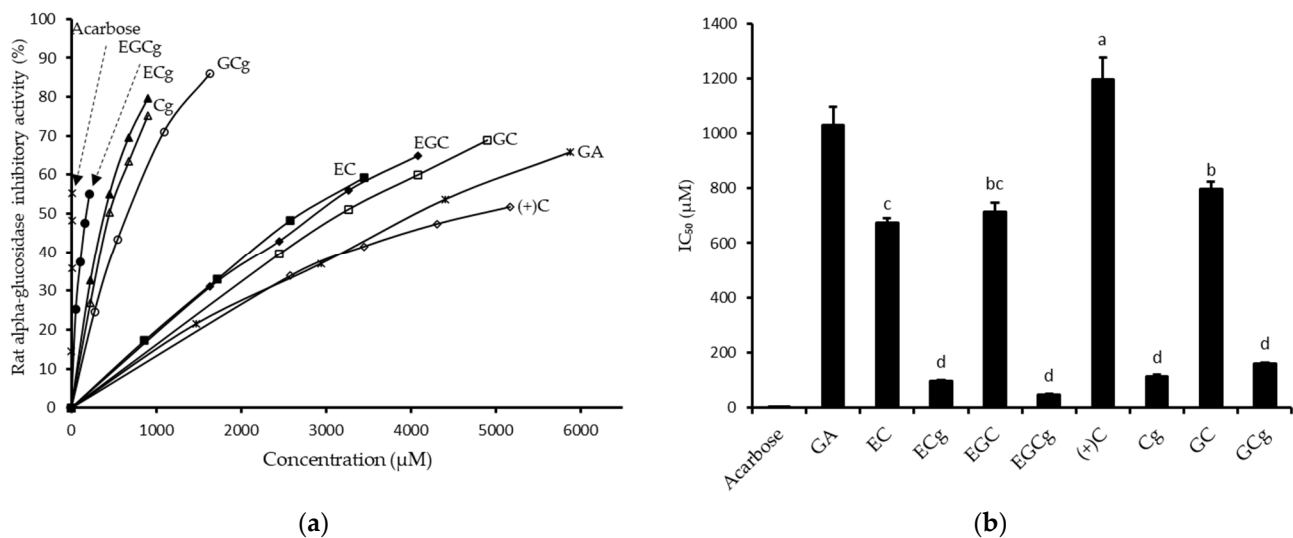 100
90
80
70
60
50
40
30
20
10
0
Rat alpha-glucosidase inhibitory activity (%)
Acarbose
EGCg
ECg
Cg
GCg
EC
EGC
GC
GA
(+)C
0 1000 2000 3000 4000 5000 6000
Concentration (µM)
(a)
1400
1200
1000
800
600
400
200
0
IC₅₀ (µM)
a
b
bc
c
d
d
d
d
Acarbose GA EC ECg EGC EGCg (+)C Cg GC GCg
(b)